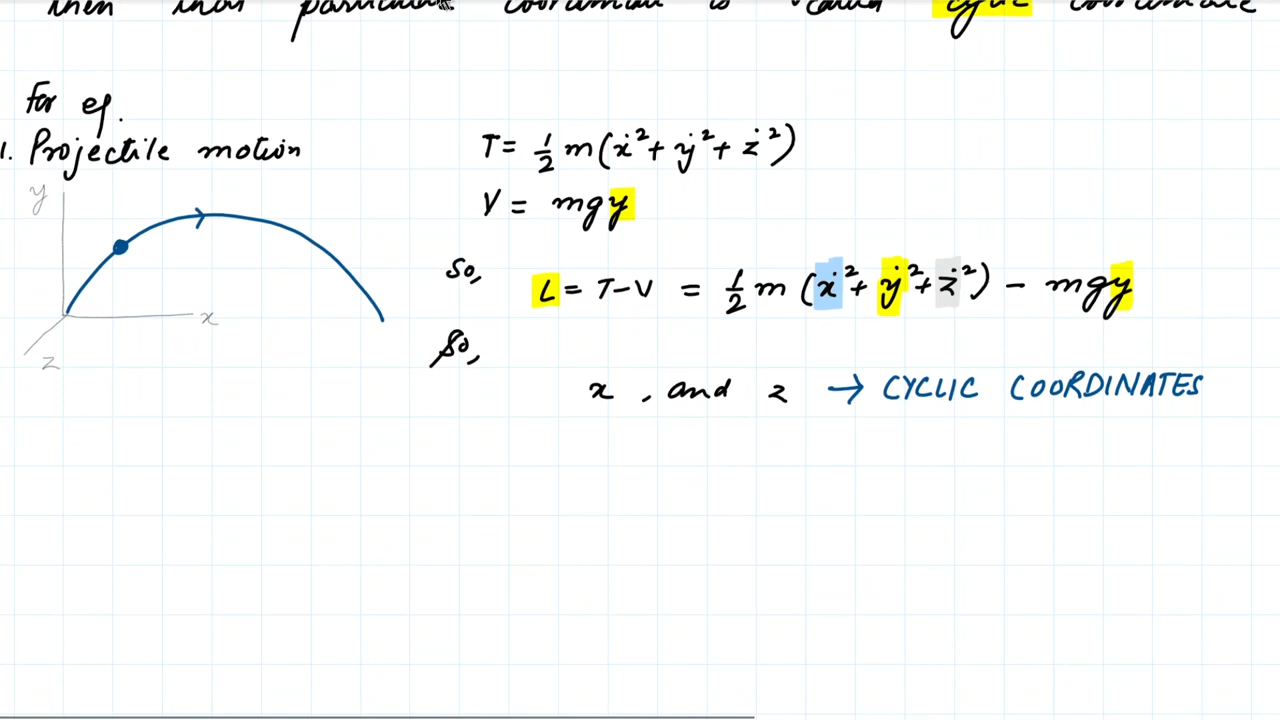 then that particular coordinate is called cyclic coordinate
For eg.
1. Projectile motion
y
x
z
T = 1/2 m(ẋ² + ẏ² + ż²)
V = mgy
So,
L = T-V = 1/2 m (ẋ² + ẏ² + ż²) - mgy
So,
x , and z → CYCLIC COORDINATES